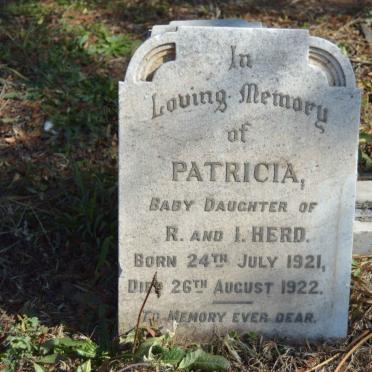 In
Loving Memory
of
PATRICIA,
BABY DAUGHTER OF
R. AND I. HERD.
BORN 24TH JULY 1921,
DIED 26TH AUGUST 1922.
TO MEMORY EVER DEAR.